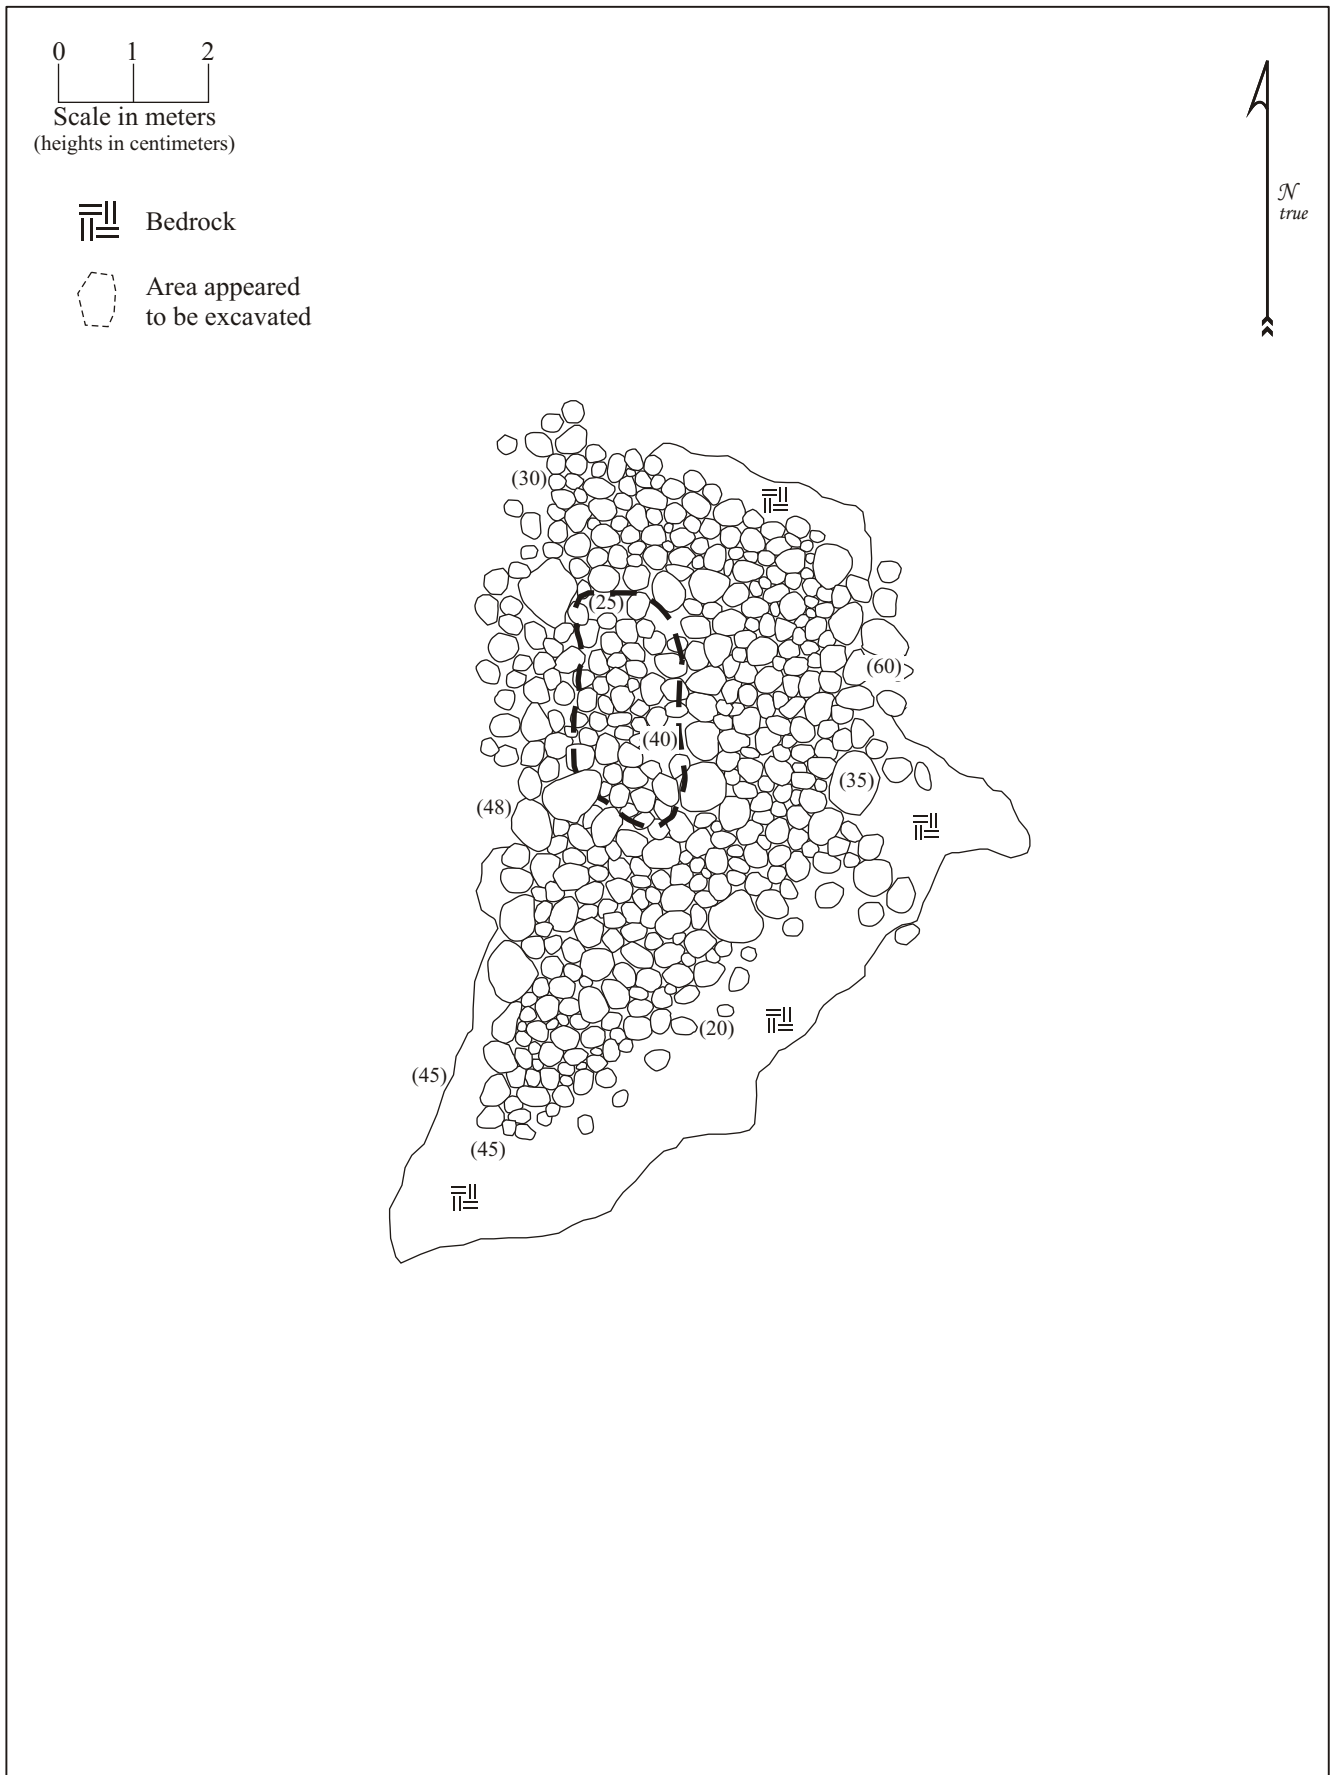 0 1 2
Scale in meters
(heights in centimeters)
N
true
Bedrock
Area appeared
to be excavated
(30)
(25)
(60)
(40)
(35)
(48)
(20)
(45)
(45)